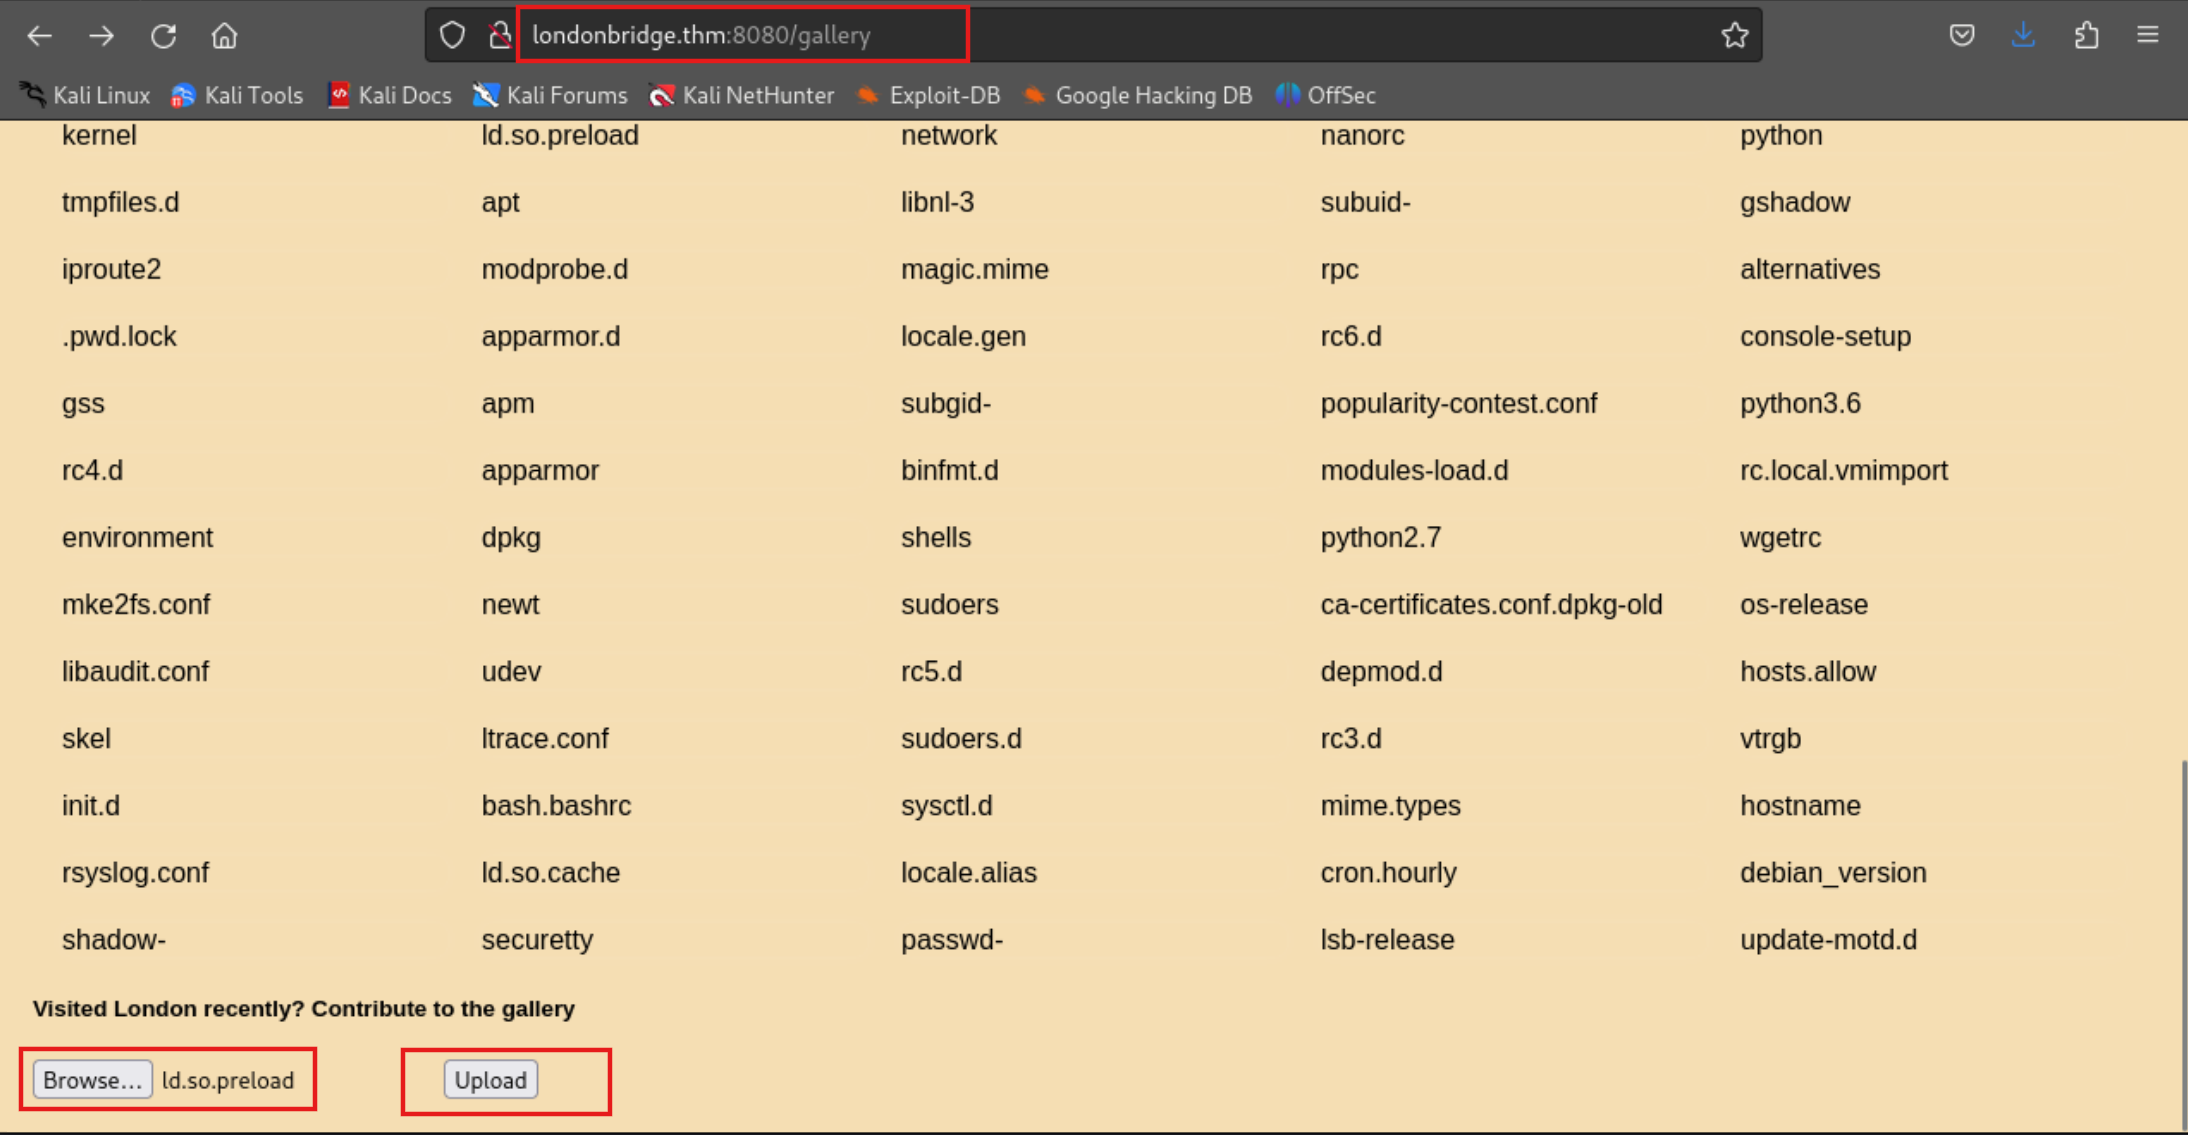 londonbridge.thm:8080/gallery
Kali Linux Kali Tools Kali Docs Kali Forums Kali NetHunter Exploit-DB Google Hacking DB OffSec
kernel ld.so.preload network nanorc python
tmpfiles.d apt libnl-3 subuid- gshadow
iproute2 modprobe.d magic.mime rpc alternatives
.pwd.lock apparmor.d locale.gen rc6.d console-setup
gss apm subgid- popularity-contest.conf python3.6
rc4.d apparmor binfmt.d modules-load.d rc.local.vmimport
environment dpkg shells python2.7 wgetrc
mke2fs.conf newt sudoers ca-certificates.conf.dpkg-old os-release
libaudit.conf udev rc5.d depmod.d hosts.allow
skel ltrace.conf sudoers.d rc3.d vtrgb
init.d bash.bashrc sysctl.d mime.types hostname
rsyslog.conf ld.so.cache locale.alias cron.hourly debian_version
shadow- securetty passwd- lsb-release update-motd.d
Visited London recently? Contribute to the gallery
Browse... ld.so.preload Upload